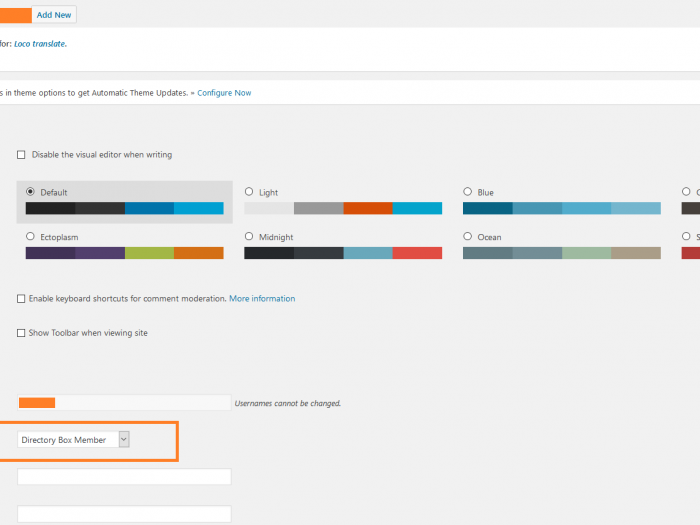 Add New
for: Loco translate.
s in theme options to get Automatic Theme Updates. » Configure Now
Disable the visual editor when writing
Default Light Blue
Ectoplasm Midnight Ocean
Enable keyboard shortcuts for comment moderation. More information
Show Toolbar when viewing site
Usernames cannot be changed.
Directory Box Member